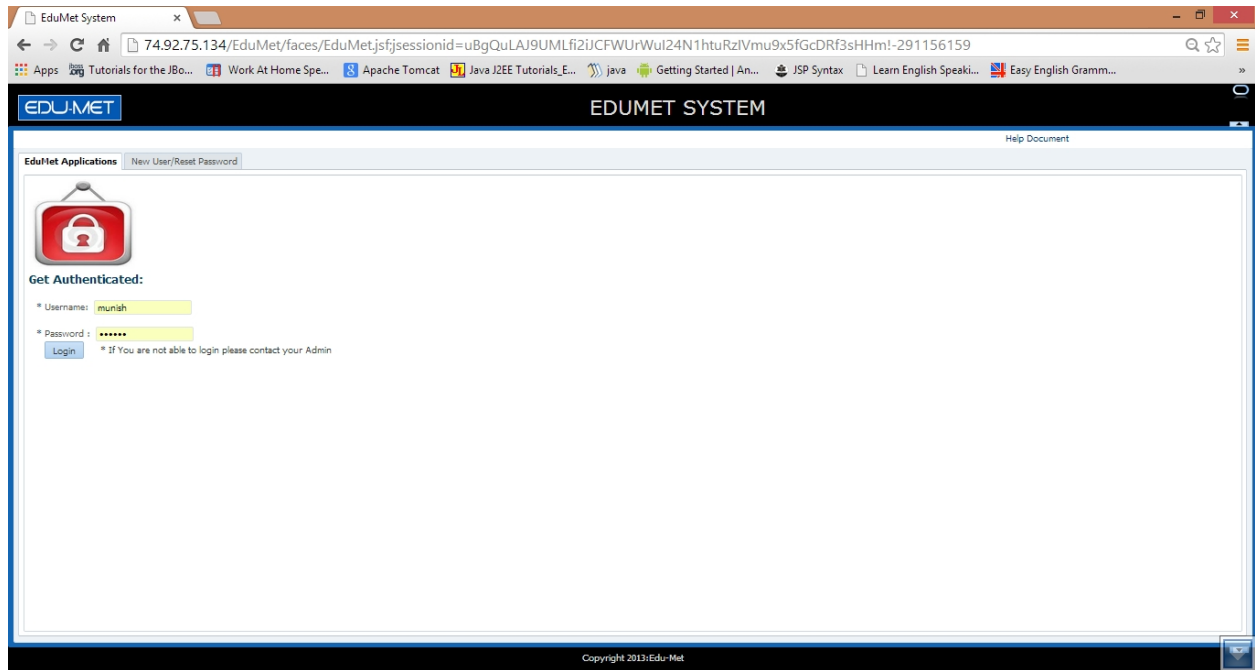 EduMet System
74.92.75.134/EduMet/faces/EduMet.jsf;jsessionid=uBgQuLAJ9UMLfi2iJCFWUrWuI24N1htuRzIVmu9x5fGcDRf3sHHm!-291156159
Apps Tutorials for the JBo... Work At Home Spe... Apache Tomcat Java J2EE Tutorials_E... java Getting Started | An... JSP Syntax Learn English Speaki... Easy English Gramm... »
EDU-MET EDUMET SYSTEM
Help Document
EduMet Applications New User/Reset Password
Get Authenticated:
* Username: munish
* Password : ••••••
Login * If You are not able to login please contact your Admin
Copyright 2013:Edu-Met